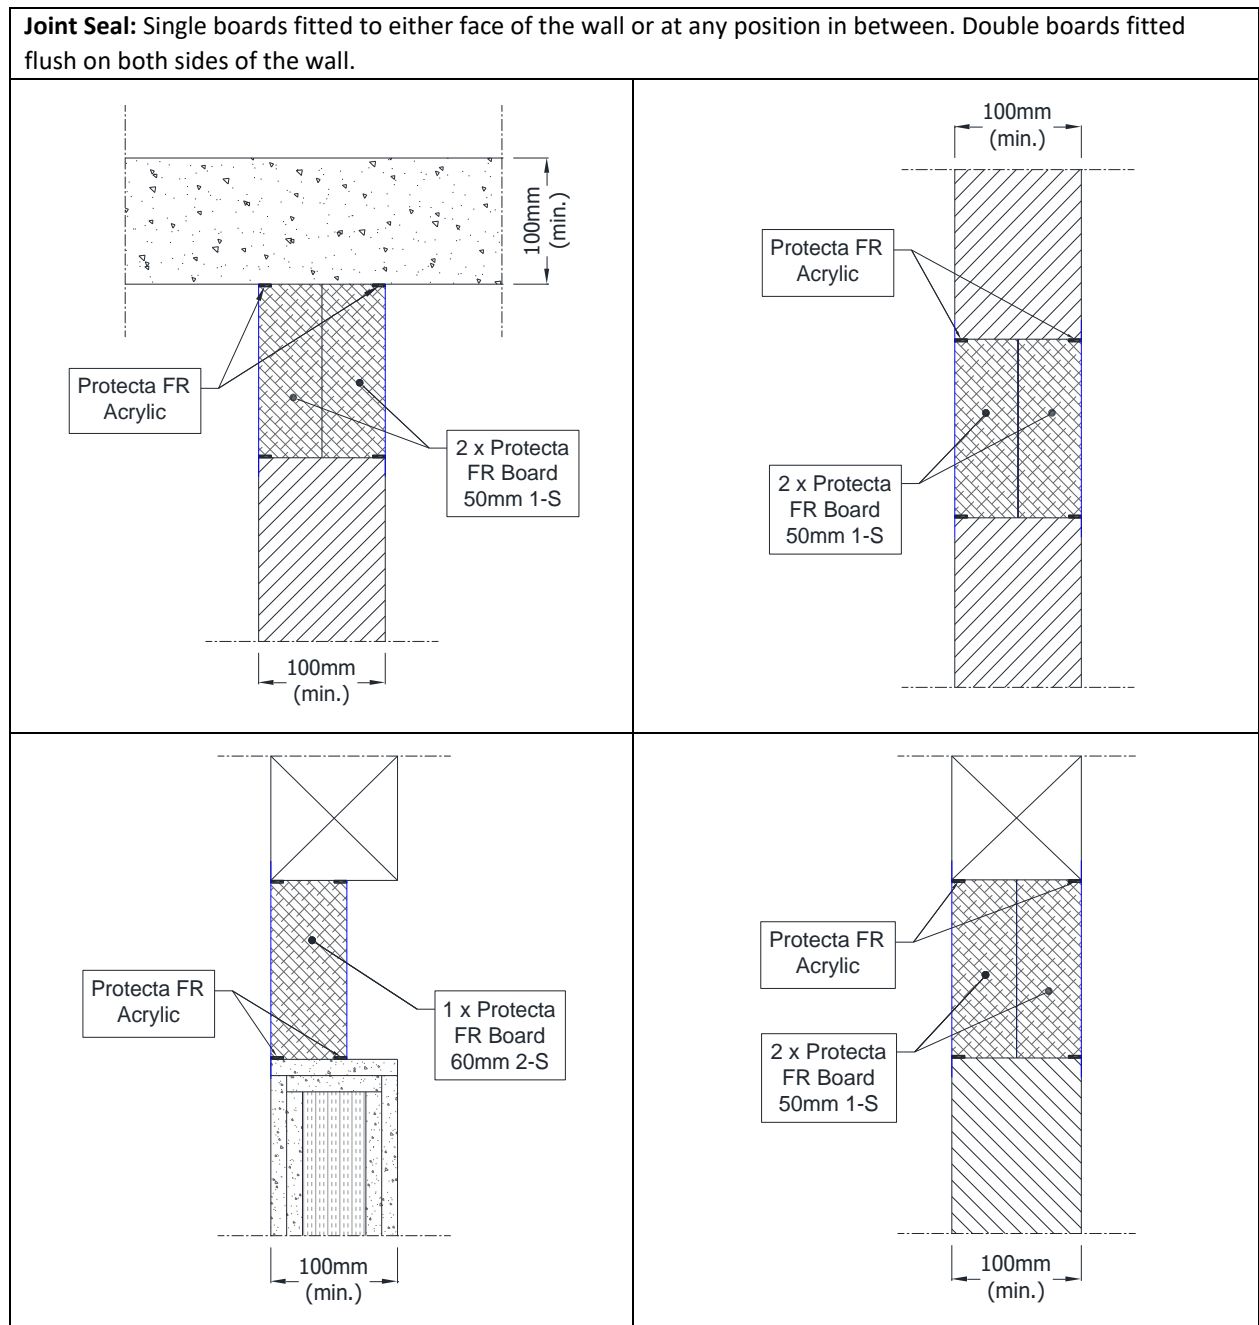 Joint Seal: Single boards fitted to either face of the wall or at any position in between. Double boards fitted
flush on both sides of the wall.
100mm
(min.)
Protecta FR
Acrylic
2 x Protecta
FR Board
50mm 1-S
100mm
(min.)
100mm
(min.)
Protecta FR
Acrylic
2 x Protecta
FR Board
50mm 1-S
Protecta FR
Acrylic
1 x Protecta
FR Board
60mm 2-S
100mm
(min.)
Protecta FR
Acrylic
2 x Protecta
FR Board
50mm 1-S
100mm
(min.)